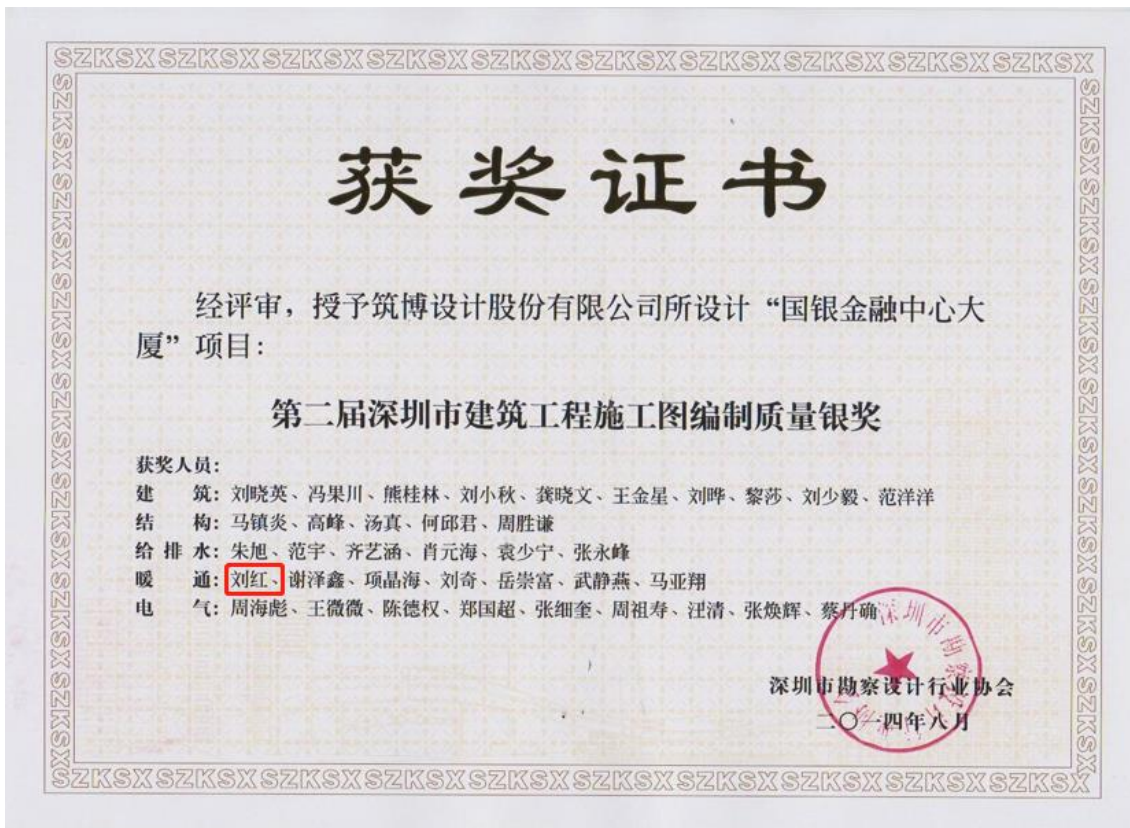 SZKSXSZKSXSZKSXSZKSXSZKSXSZKSXSZKSXSZKSX
获奖证书
经评审，授予筑博设计股份有限公司所设计“国银金融中心大
厦”项目：
第二届深圳市建筑工程施工图编制质量银奖
获奖人员：
建筑：刘晓英、冯果川、熊桂林、刘小秋、龚晓文、王金星、刘晔、黎莎、刘少毅、范洋洋
结构：马镇炎、高峰、汤真、何邱君、周胜谦
给排水：朱旭、范宇、齐艺涵、肖元海、袁少宁、张永峰
暖通：刘红、谢泽鑫、项晶海、刘奇、岳崇富、武静燕、马亚翔
电气：周海彪、王微微、陈德权、郑国超、张细奎、周祖寿、汪清、张焕辉、蔡丹确
深圳市勘察设计行业协会
二〇一四年八月
SZKSXSZKSXSZKSXSZKSXSZKSXSZKSXSZKSXSZKSX